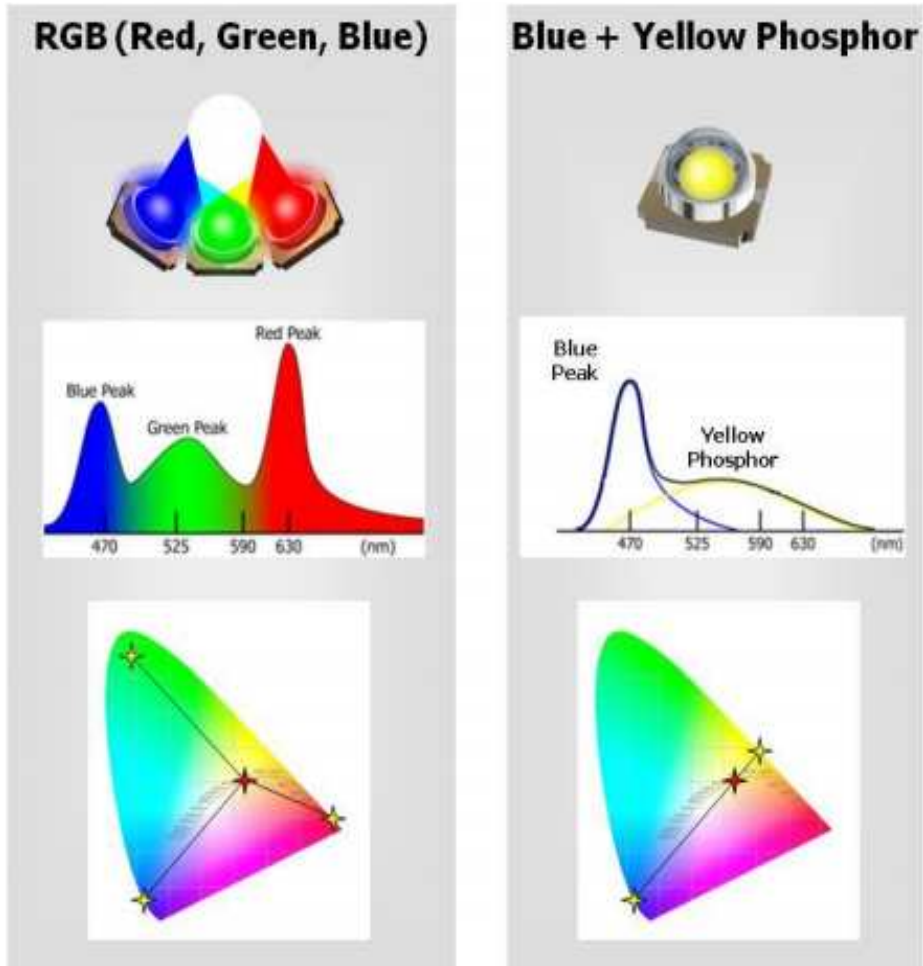 RGB (Red, Green, Blue)
Blue Peak
Green Peak
Red Peak
470 525 590 630 (nm)
Blue + Yellow Phosphor
Blue
Peak
Yellow
Phosphor
470 525 590 630 (nm)